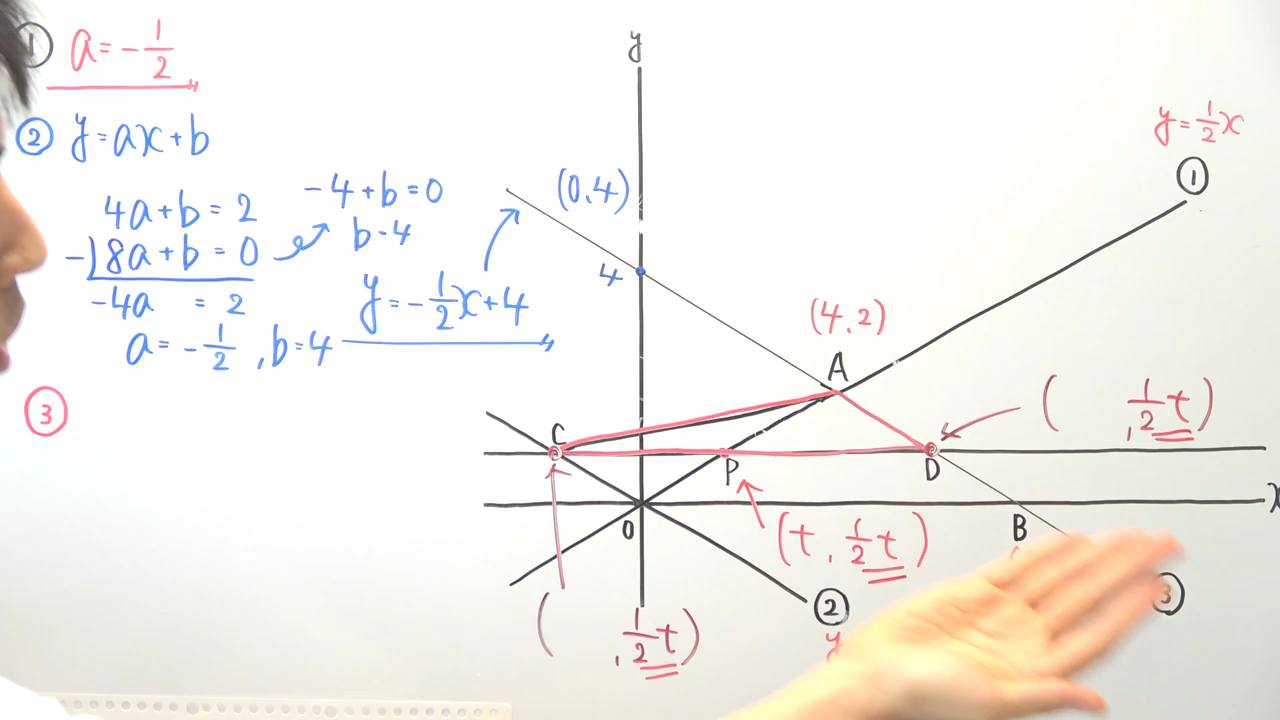 ① a = -1/2
② y = ax + b
4a + b = 2
-) 8a + b = 0
-4a = 2
a = -1/2 , b = 4
-4 + b = 0
b - 4
y = -1/2x + 4
③
y
(0,4)
4
y = 1/2x
①
(4,2)
A
( , 1/2t)
C
P
D
x
O
B
(t, 1/2t)
( , 1/2t)
②
y
③